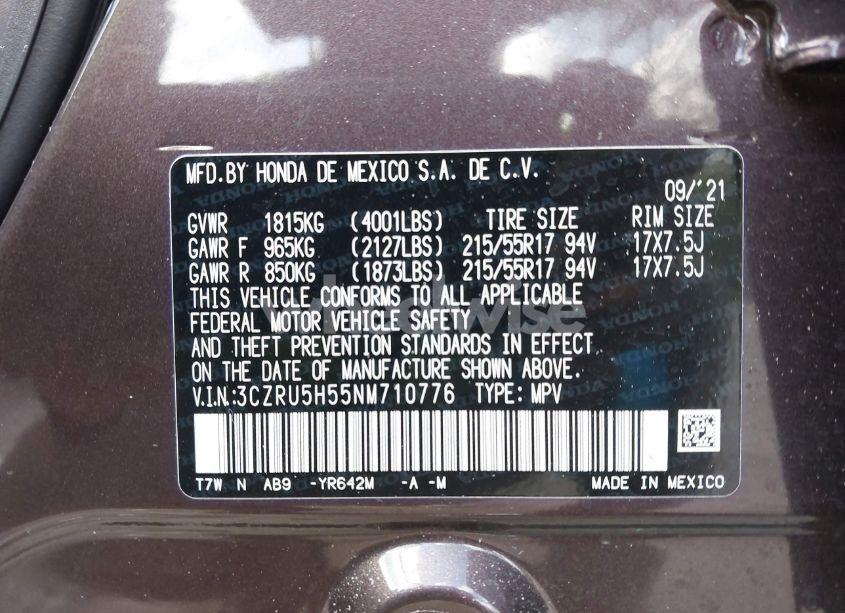 MFD.BY HONDA DE MEXICO S.A. DE C.V.
09/'21
GVWR 1815KG (4001LBS) TIRE SIZE RIM SIZE
GAWR F 965KG (2127LBS) 215/55R17 94V 17X7.5J
GAWR R 850KG (1873LBS) 215/55R17 94V 17X7.5J
THIS VEHICLE CONFORMS TO ALL APPLICABLE
FEDERAL MOTOR VEHICLE SAFETY
AND THEFT PREVENTION STANDARDS IN EFFECT
ON THE DATE OF MANUFACTURE SHOWN ABOVE.
V.I.N.:3CZRU5H55NM710776 TYPE: MPV
T7W N AB9 -YR642M -A -M MADE IN MEXICO